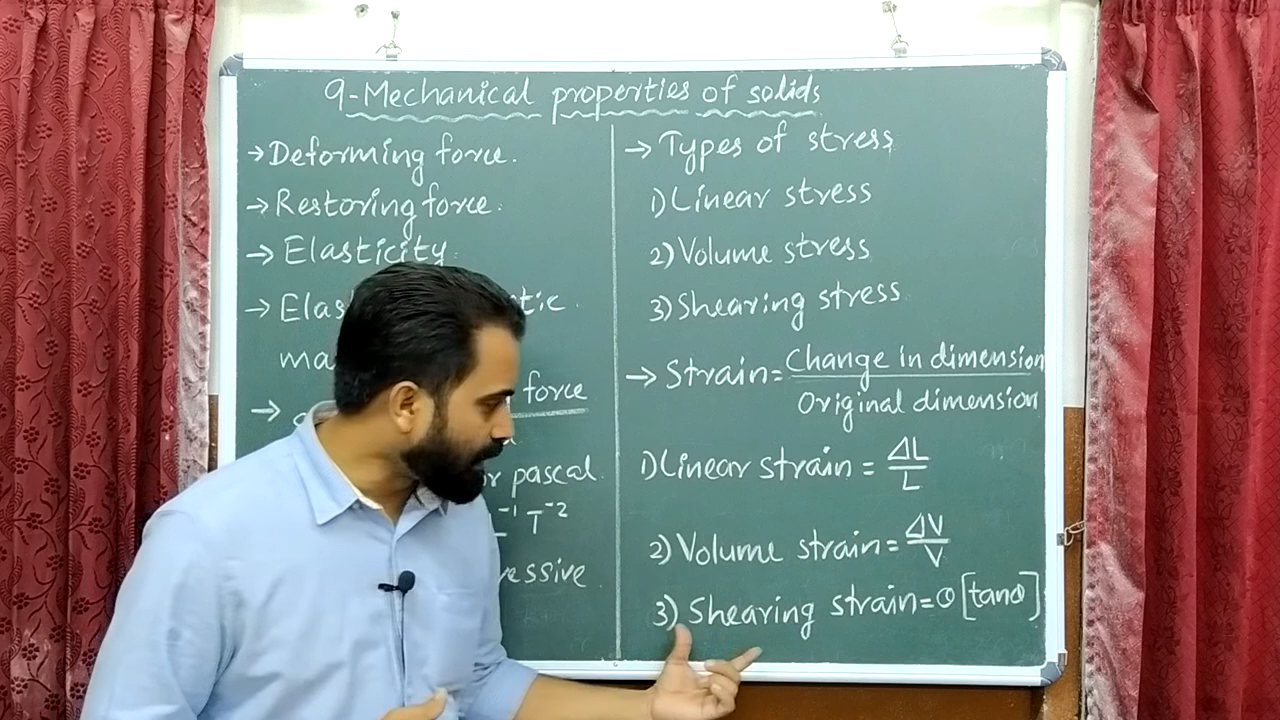 9-Mechanical properties of solids
→Deforming force.
→Restoring force.
→ Elasticity.
→ Elas tic.
ma
→ force
or pascal.
⁻¹ T⁻²
essive.
→Types of stress
1)Linear stress
2)Volume stress
3)Shearing stress
→ Strain= Change in dimension
Original dimension
1)Linear strain = ΔL
L
2)Volume strain= ΔV
V
3) Shearing strain=θ[tanθ]